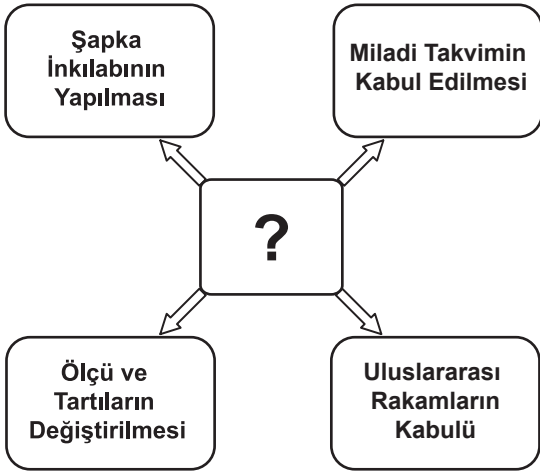 Şapka
İnkılabının
Yapılması
Miladi Takvimin
Kabul Edilmesi
?
Ölçü ve
Tartıların
Değiştirilmesi
Uluslararası
Rakamların
Kabulü